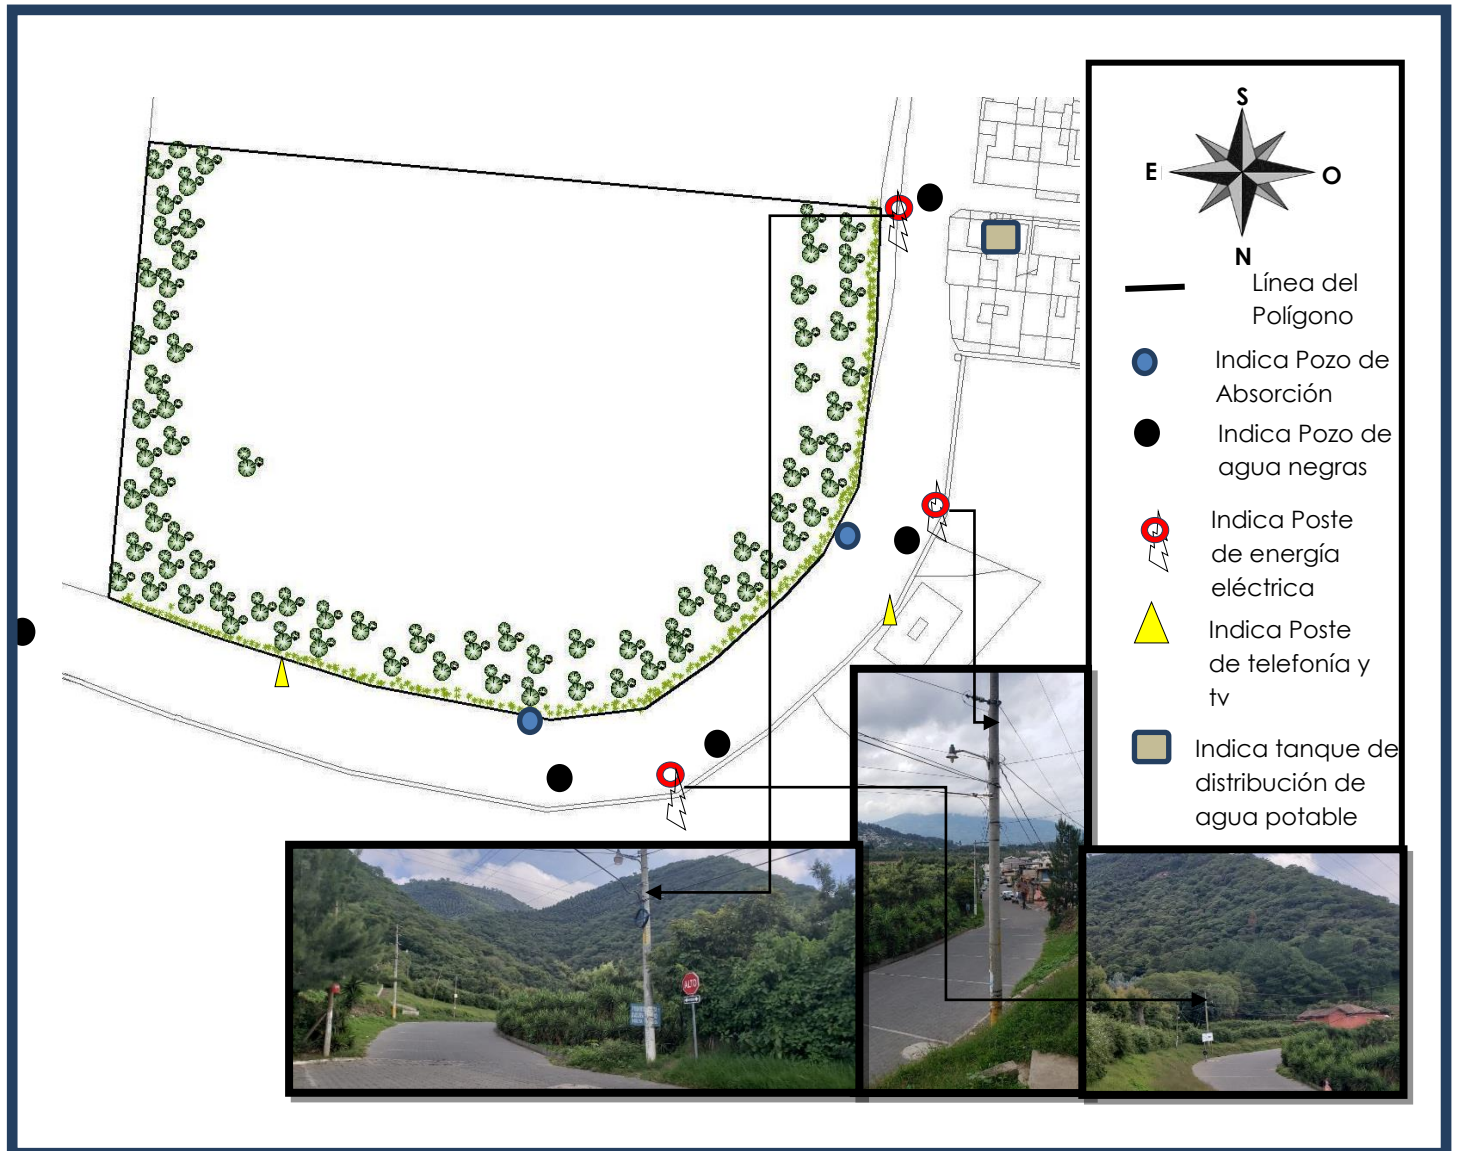 S
E
O
N
Línea del
Polígono
Indica Pozo de
Absorción
Indica Pozo de
agua negras
Indica Poste
de energía
eléctrica
Indica Poste
de telefonía y
tv
Indica tanque de
distribución de
agua potable
ALTO